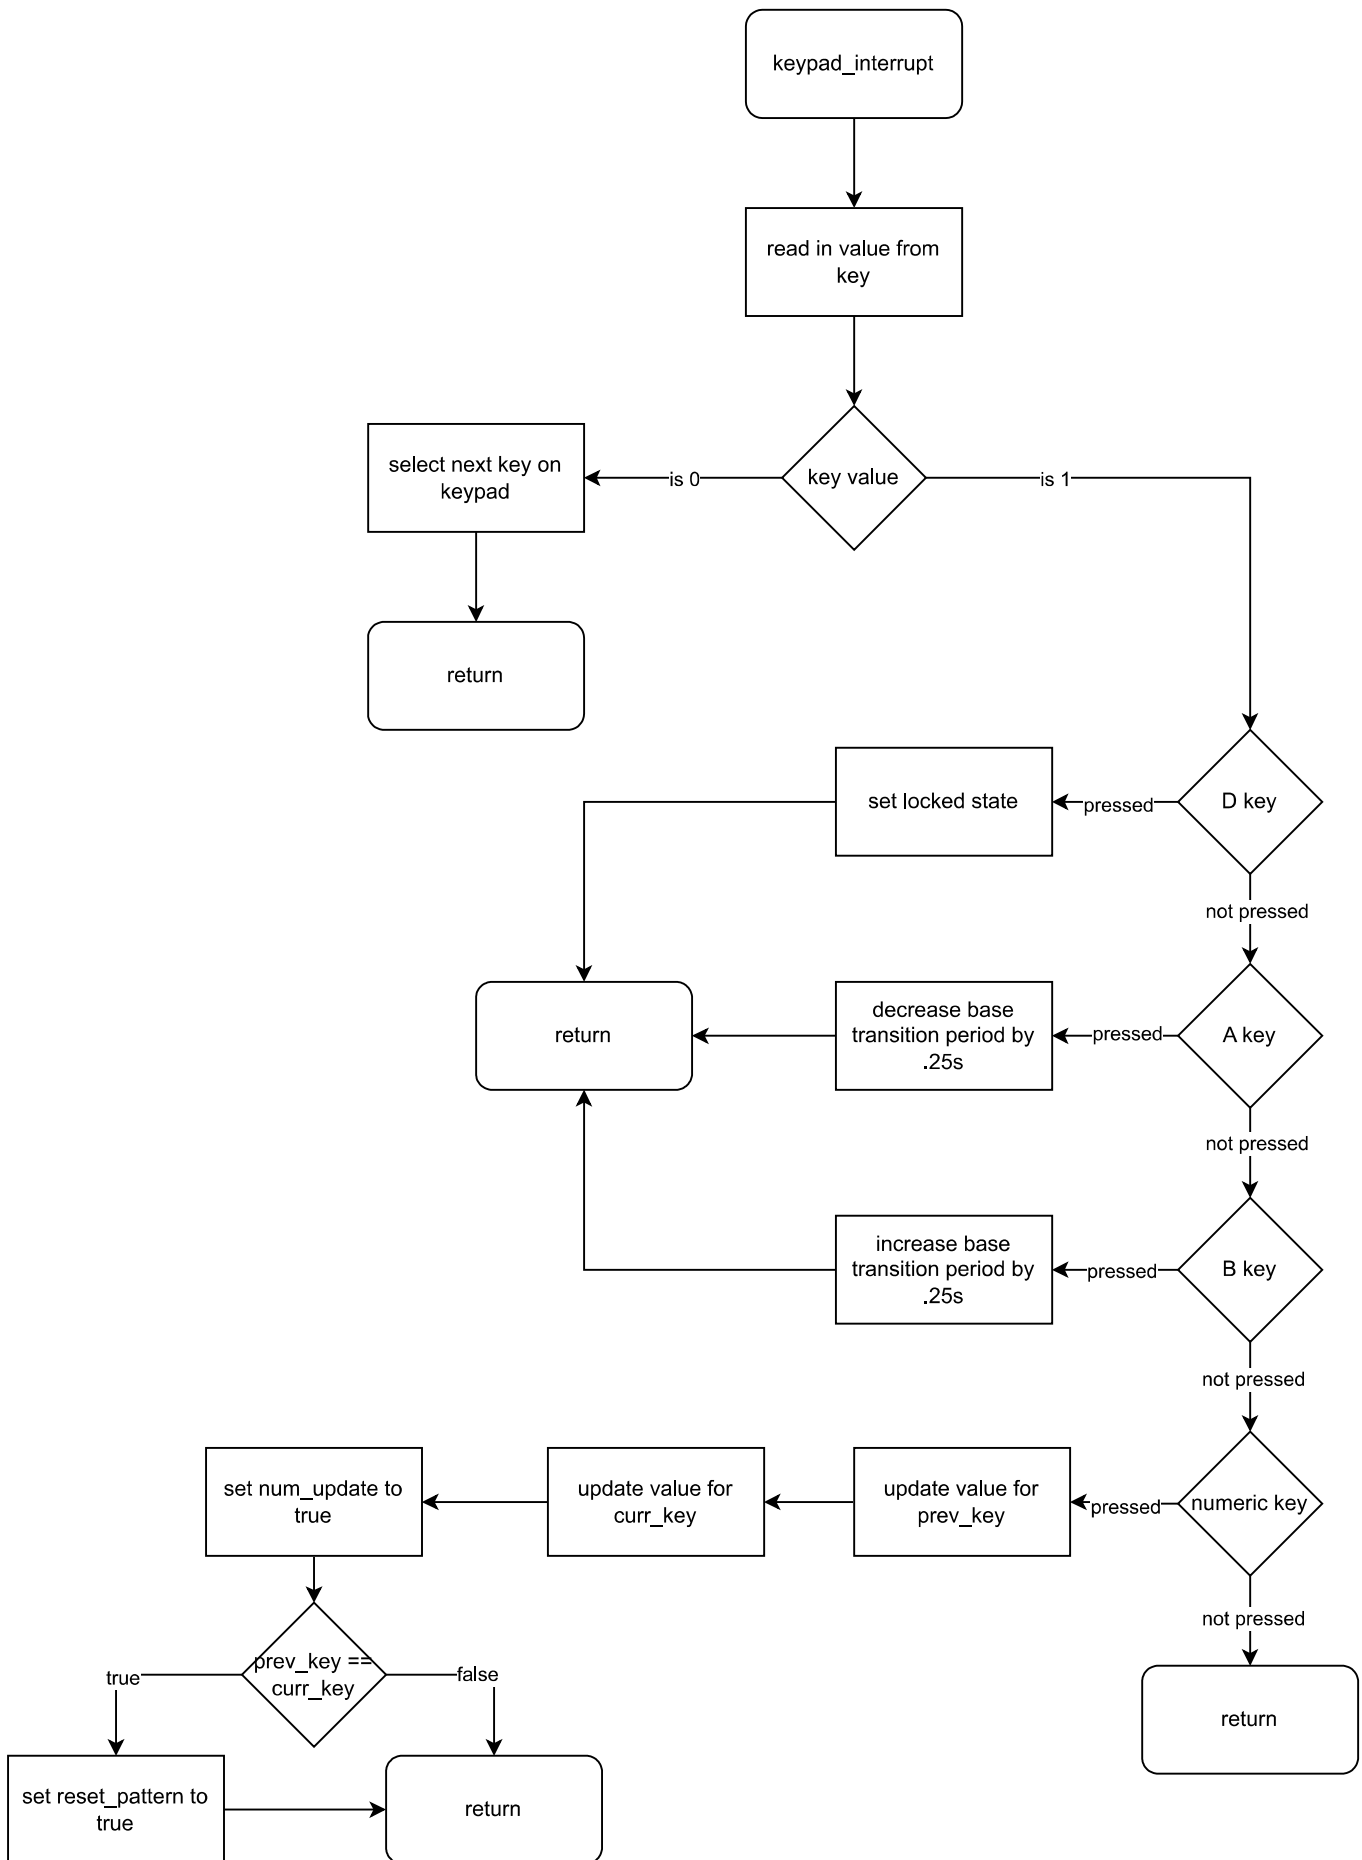 keypad_interrupt
read in value from
key
select next key on
keypad
is 0
key value
is 1
return
set locked state
pressed
D key
not pressed
return
decrease base
transition period by
.25s
pressed
A key
not pressed
increase base
transition period by
.25s
pressed
B key
not pressed
set num_update to
true
update value for
curr_key
update value for
prev_key
pressed
numeric key
not pressed
true
prev_key ==
curr_key
false
return
set reset_pattern to
true
return